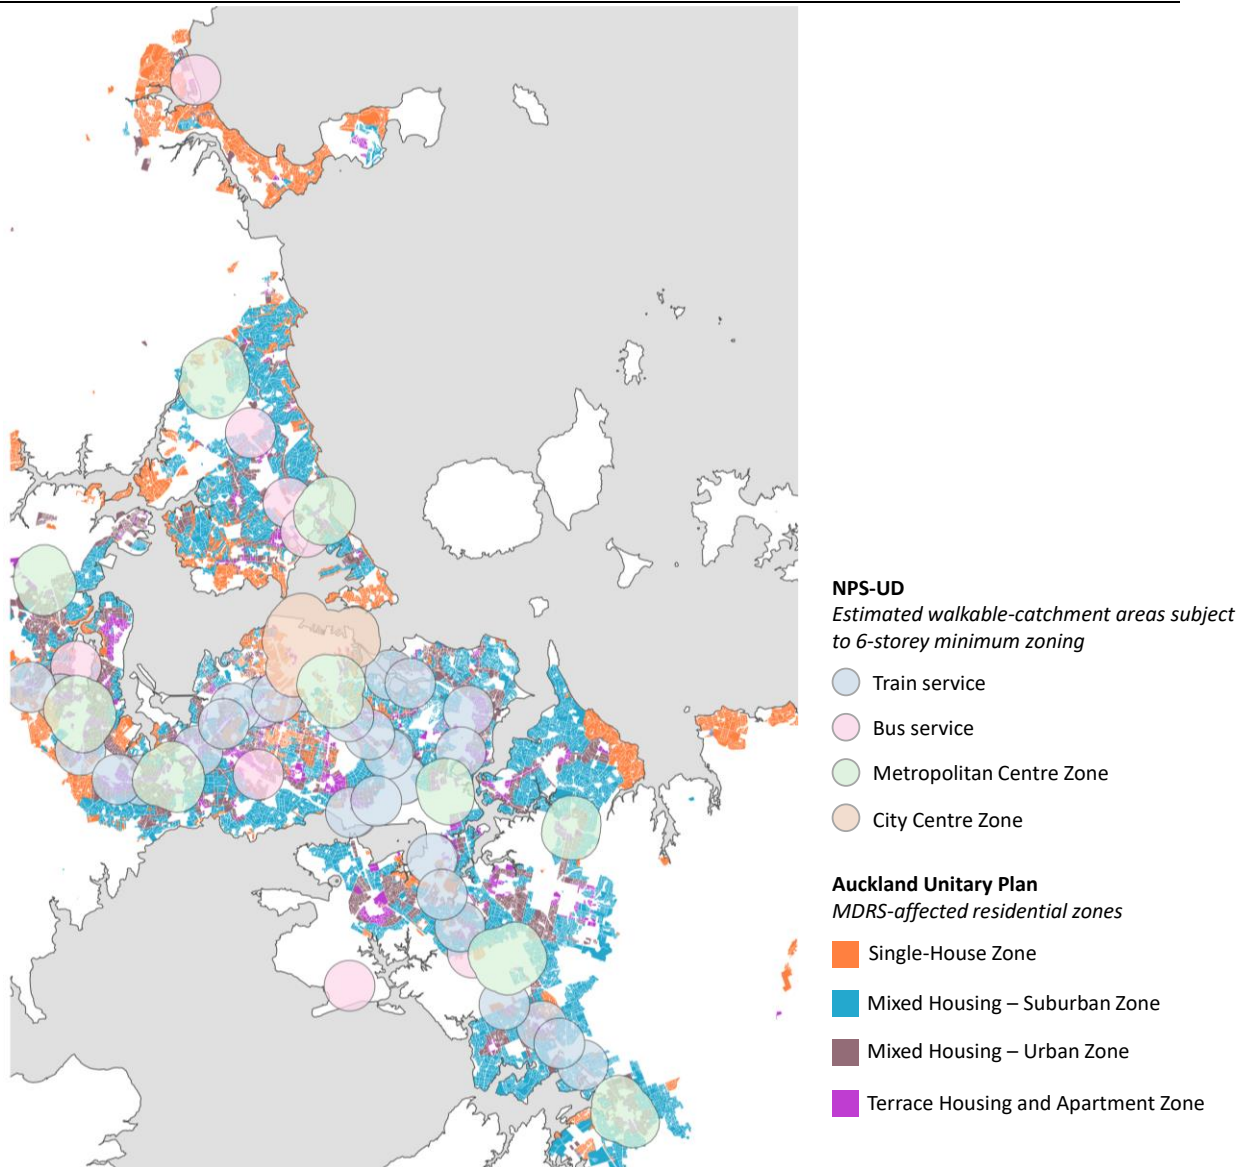 NPS-UD
Estimated walkable-catchment areas subject
to 6-storey minimum zoning
Train service
Bus service
Metropolitan Centre Zone
City Centre Zone
Auckland Unitary Plan
MDRS-affected residential zones
Single-House Zone
Mixed Housing – Suburban Zone
Mixed Housing – Urban Zone
Terrace Housing and Apartment Zone